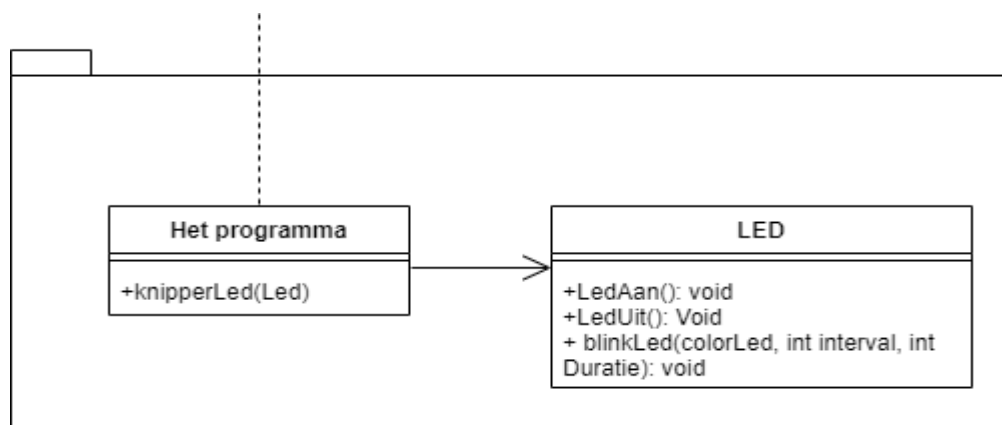 Het programma
+knipperLed(Led)
LED
+LedAan(): void
+LedUit(): Void
+ blinkLed(colorLed, int interval, int
Duratie): void